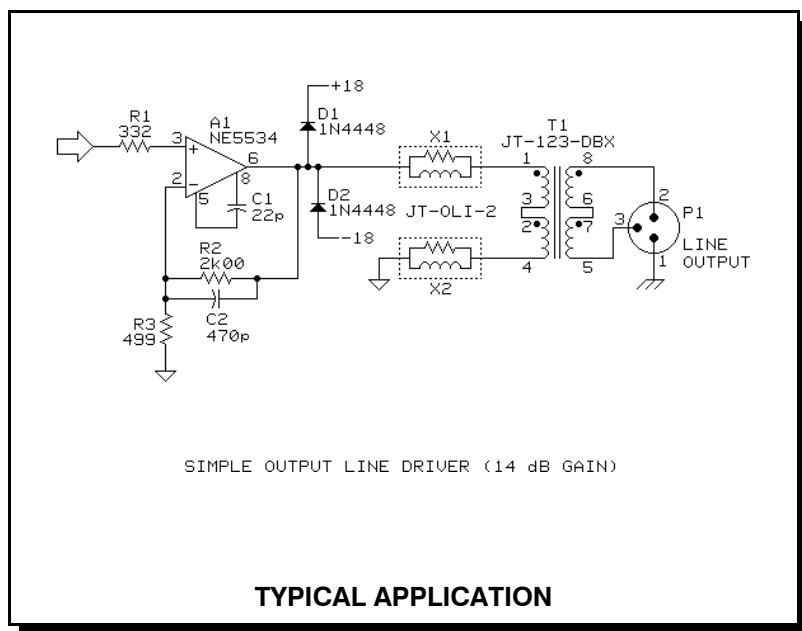 +18
R1
332
A1
NE5534
D1
1N4448
X1
T1
JT-123-DBX
3
+
6
1
8
2
−
8
5
C1
22p
D2
1N4448
JT-OLI-2
3
6
2
P1
2
7
3
-18
LINE
OUTPUT
R2
2k00
4
5
1
X2
C2
470p
R3
499
SIMPLE OUTPUT LINE DRIVER (14 dB GAIN)
TYPICAL APPLICATION